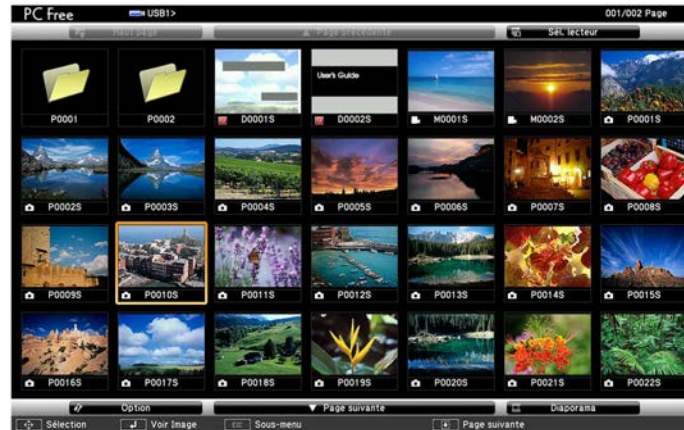 PC Free USB1> 001/002 Page
Haut page ▲ Page précédente Sél. lecteur
User's Guide
P0001 P0002 D0001S D0002S M0001S M0002S P0001S
P0002S P0003S P0004S P0005S P0006S P0007S P0008S
P0009S P0010S P0011S P0012S P0013S P0014S P0015S
P0016S P0017S P0018S P0019S P0020S P0021S P0022S
Option ▼ Page suivante Diaporama
Sélection Voir Image Esc Sous-menu Page suivante